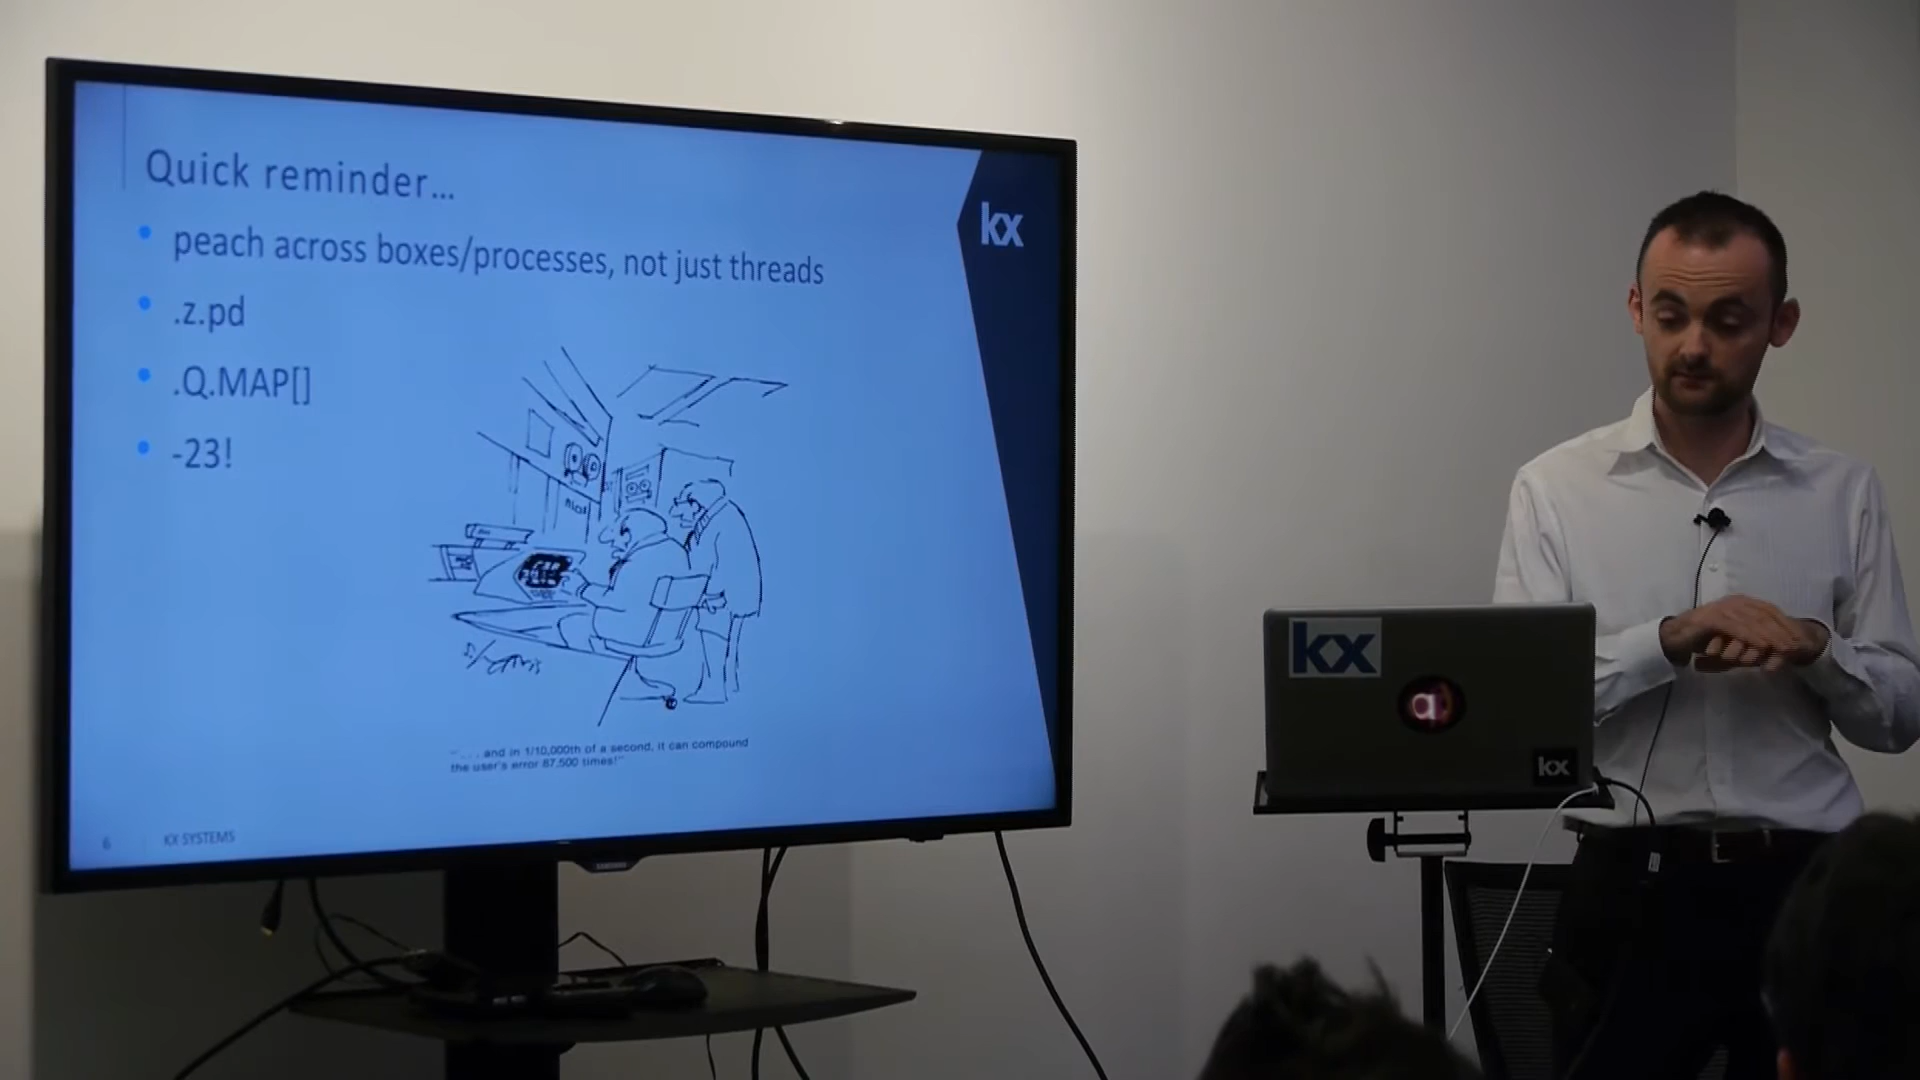 Quick reminder...
kx
peach across boxes/processes, not just threads
.z.pd
.Q.MAP[]
-23!
". . . and in 1/10,000th of a second, it can compound
the user's error 87,500 times!"
6
KX SYSTEMS
SAMSUNG
kx
q
kx